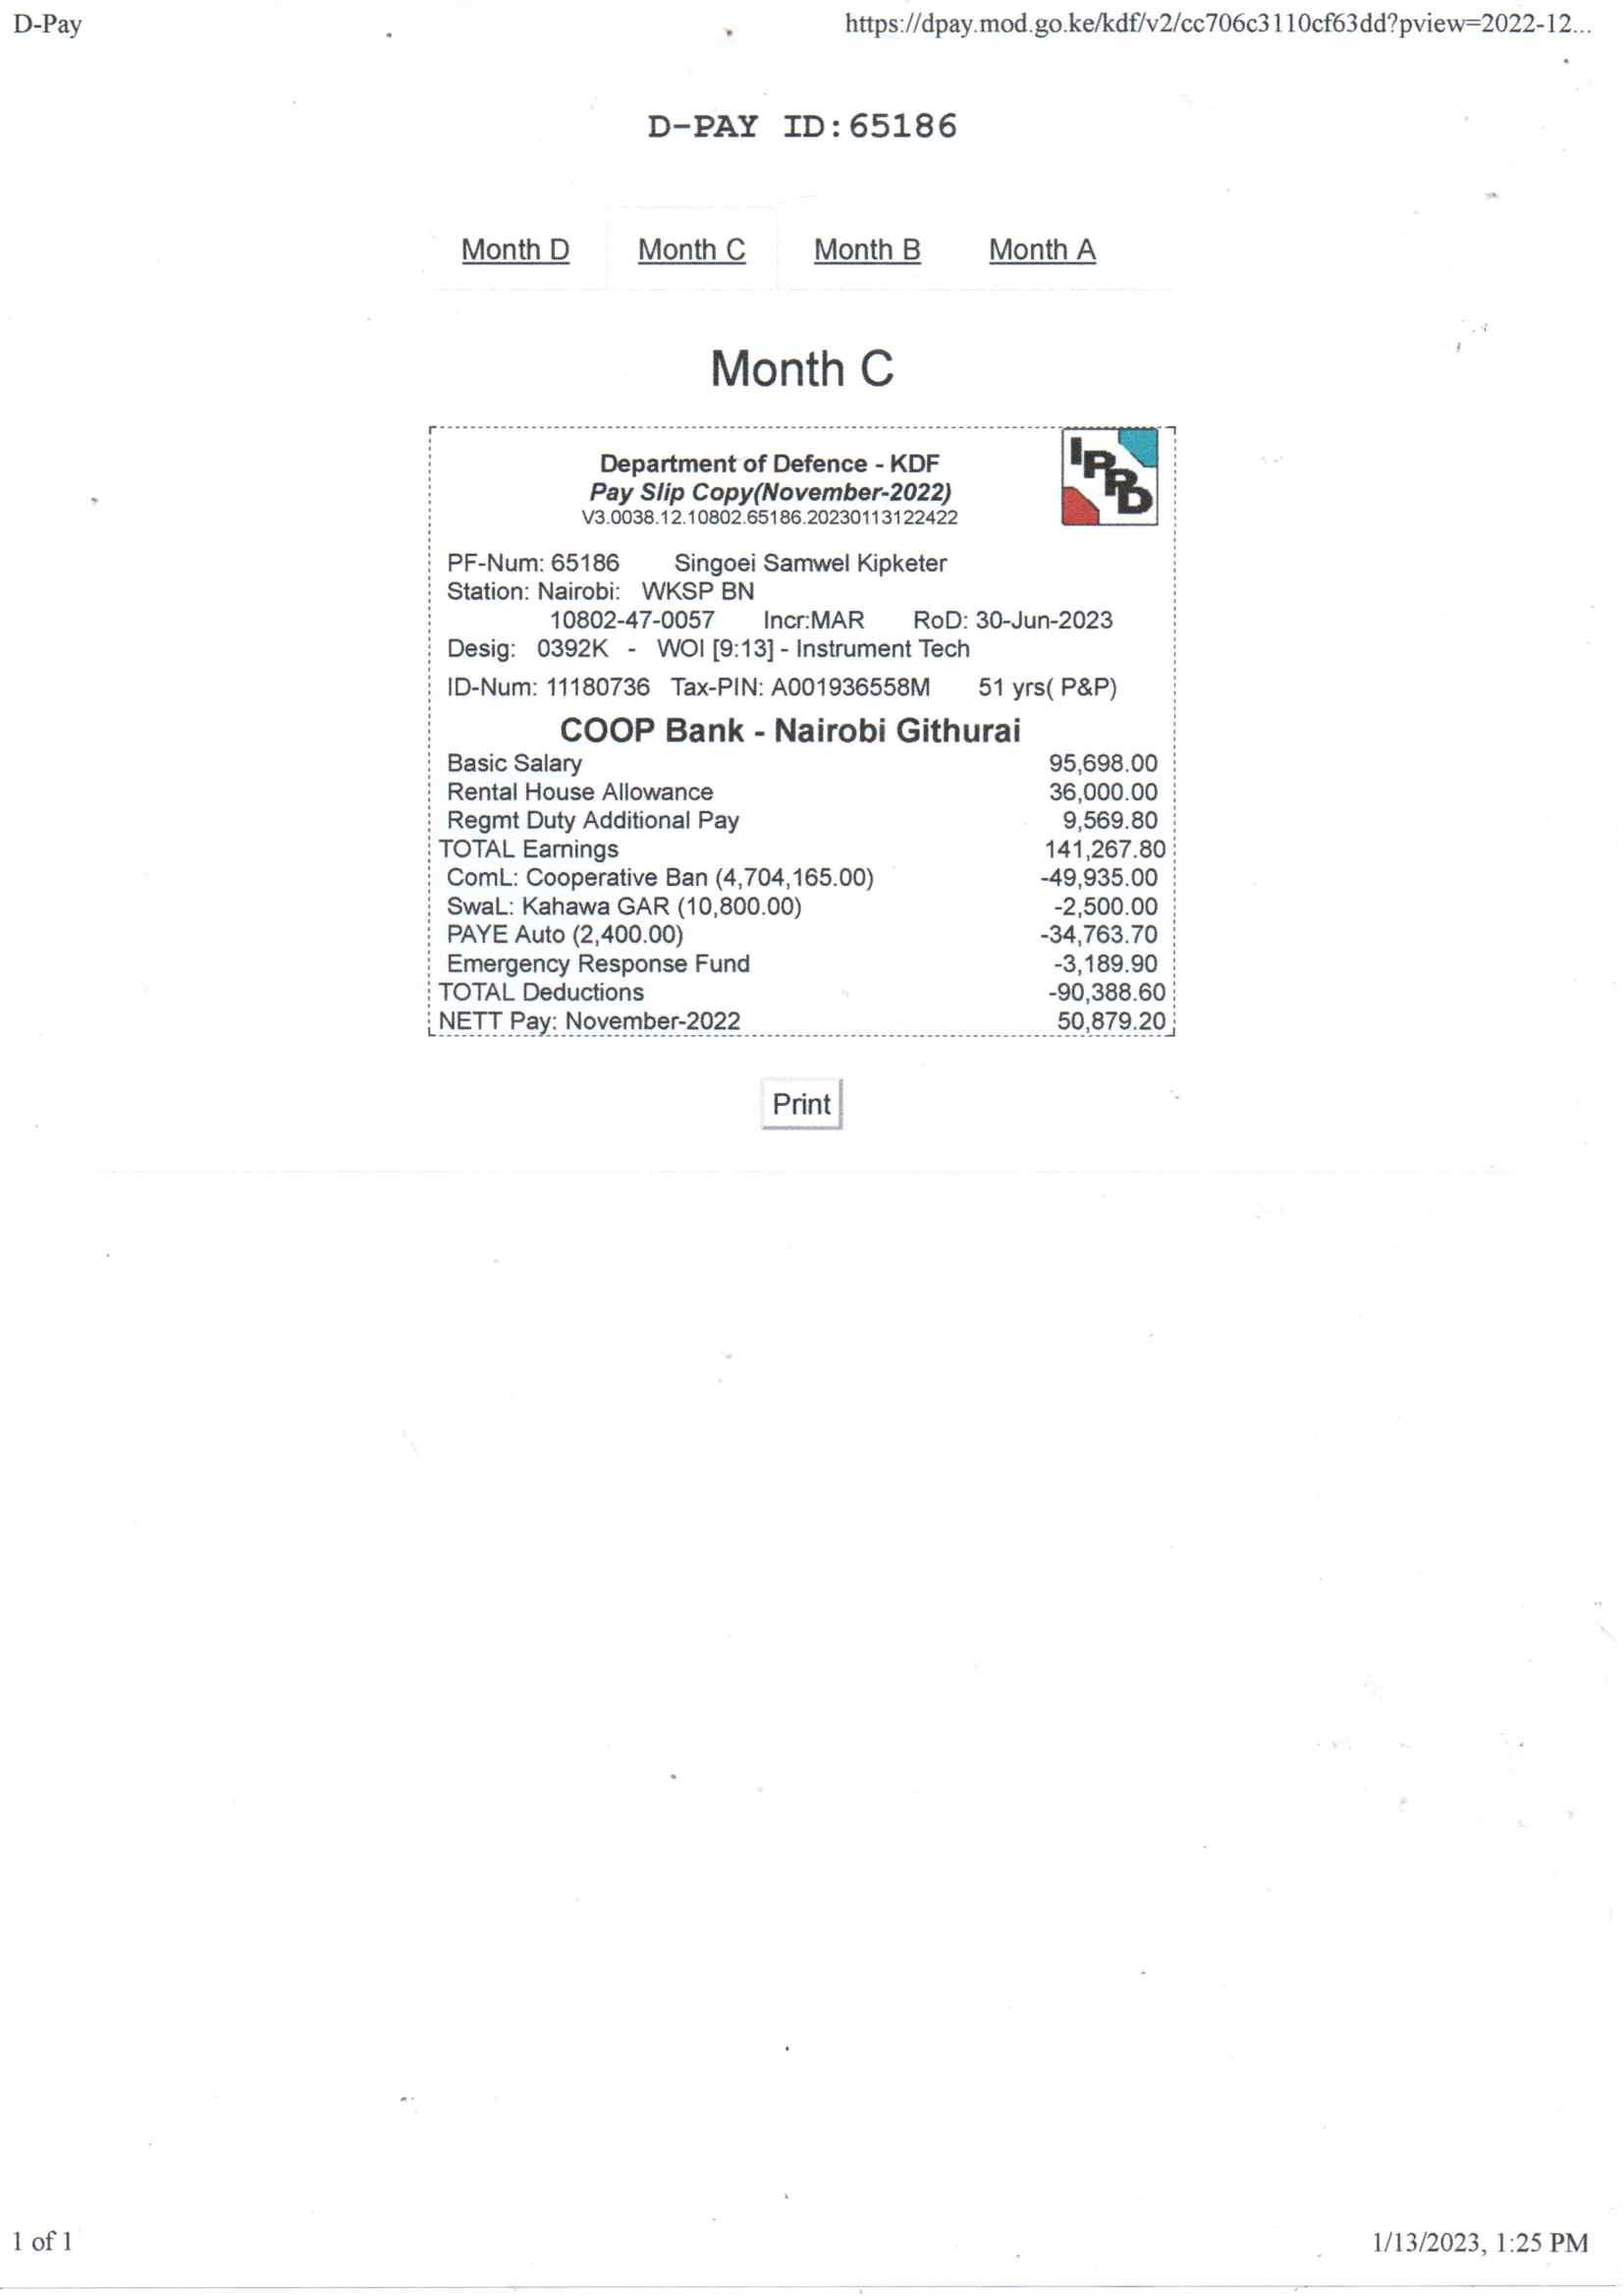 D-Pay https://dpay.mod.go.ke/kdf/v2/cc706c3110cf63dd?pview=2022-12...
D-PAY ID:65186
Month D Month C Month B Month A
Month C
IPPD
Department of Defence - KDF
Pay Slip Copy(November-2022)
V3.0038.12.10802.65186.20230113122422
PF-Num: 65186 Singoei Samwel Kipketer
Station: Nairobi: WKSP BN
10802-47-0057 Incr:MAR RoD: 30-Jun-2023
Desig: 0392K - WOI [9:13] - Instrument Tech
ID-Num: 11180736 Tax-PIN: A001936558M 51 yrs( P&P)
COOP Bank - Nairobi Githurai
Basic Salary 95,698.00
Rental House Allowance 36,000.00
Regmt Duty Additional Pay 9,569.80
TOTAL Earnings 141,267.80
ComL: Cooperative Ban (4,704,165.00) -49,935.00
SwaL: Kahawa GAR (10,800.00) -2,500.00
PAYE Auto (2,400.00) -34,763.70
Emergency Response Fund -3,189.90
TOTAL Deductions -90,388.60
NETT Pay: November-2022 50,879.20
Print
1 of 1 1/13/2023, 1:25 PM